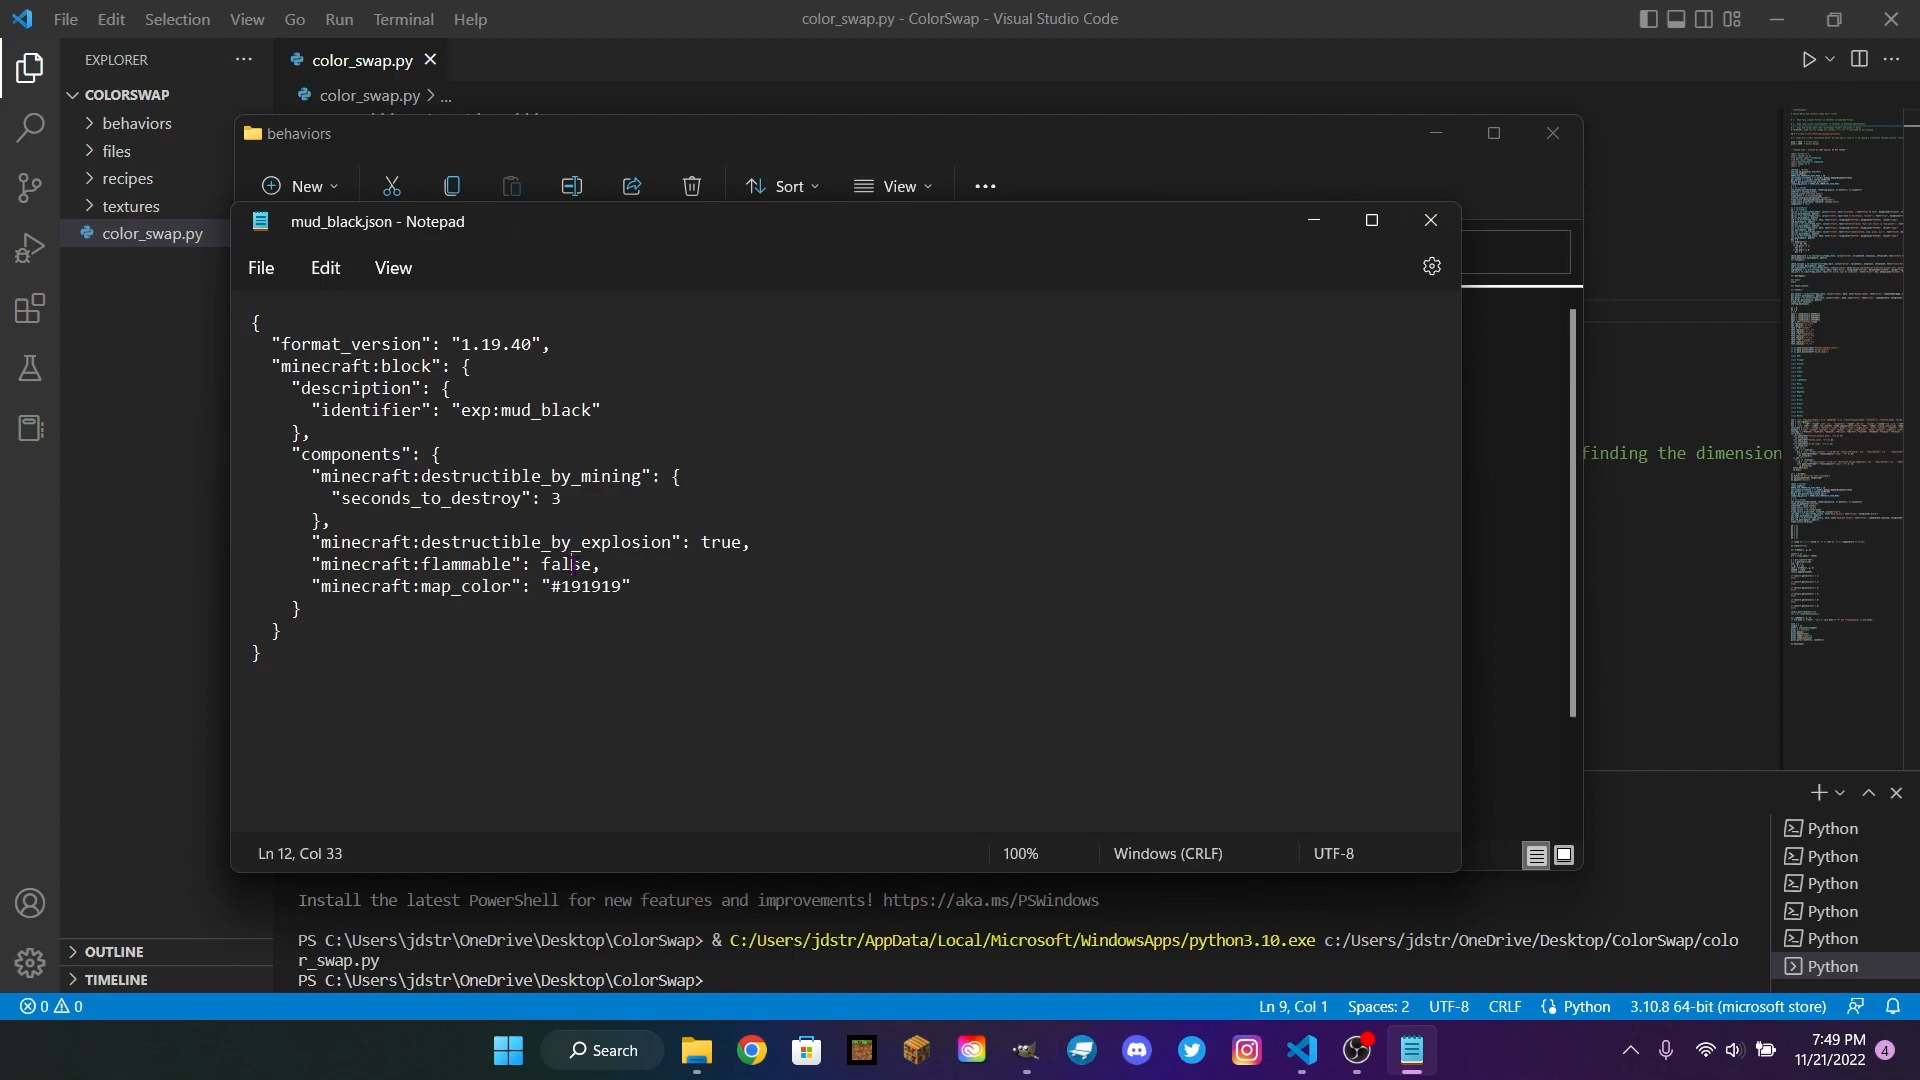 File Edit Selection View Go Run Terminal Help
color_swap.py - ColorSwap - Visual Studio Code
EXPLORER
color_swap.py
COLORSWAP
color_swap.py > ...
behaviors
files
recipes
textures
color_swap.py
behaviors
New
Sort
View
mud_black.json - Notepad
File Edit View
{
"format_version": "1.19.40",
"minecraft:block": {
"description": {
"identifier": "exp:mud_black"
},
"components": {
"minecraft:destructible_by_mining": {
"seconds_to_destroy": 3
},
"minecraft:destructible_by_explosion": true,
"minecraft:flammable": false,
"minecraft:map_color": "#191919"
}
}
}
finding the dimension
Ln 12, Col 33
100%
Windows (CRLF)
UTF-8
Python
Python
Python
Python
Python
Python
Install the latest PowerShell for new features and improvements! https://aka.ms/PSWindows
PS C:\Users\jdstr\OneDrive\Desktop\ColorSwap> & C:/Users/jdstr/AppData/Local/Microsoft/WindowsApps/python3.10.exe c:/Users/jdstr/OneDrive/Desktop/ColorSwap/colo
r_swap.py
PS C:\Users\jdstr\OneDrive\Desktop\ColorSwap>
OUTLINE
TIMELINE
0 0
Ln 9, Col 1
Spaces: 2
UTF-8
CRLF
Python
3.10.8 64-bit (microsoft store)
Search
7:49 PM
11/21/2022
4